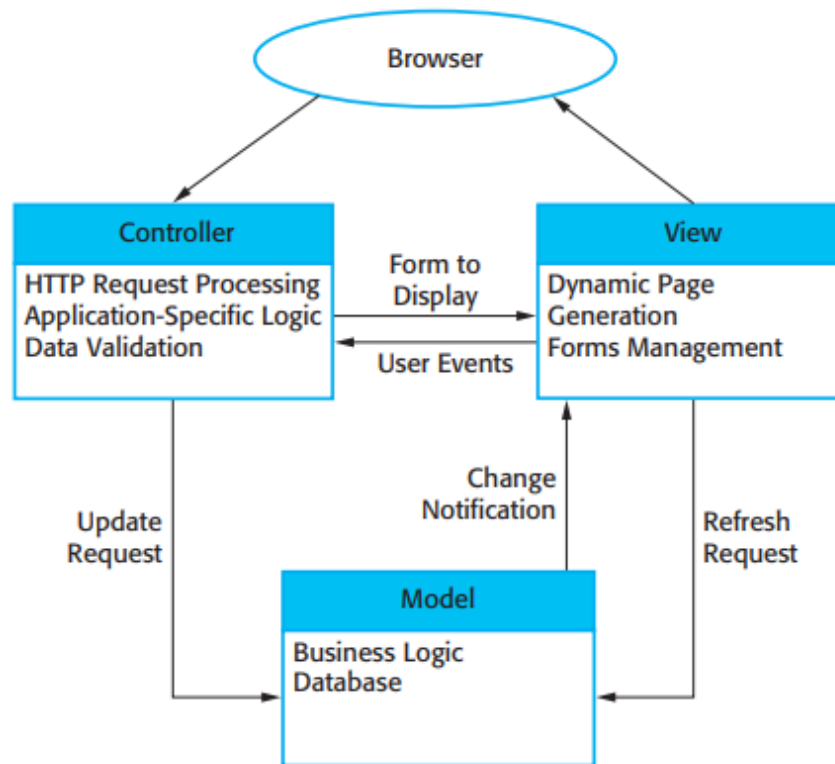 Browser
Controller
HTTP Request Processing
Application-Specific Logic
Data Validation
Form to
Display
User Events
View
Dynamic Page
Generation
Forms Management
Update
Request
Change
Notification
Refresh
Request
Model
Business Logic
Database